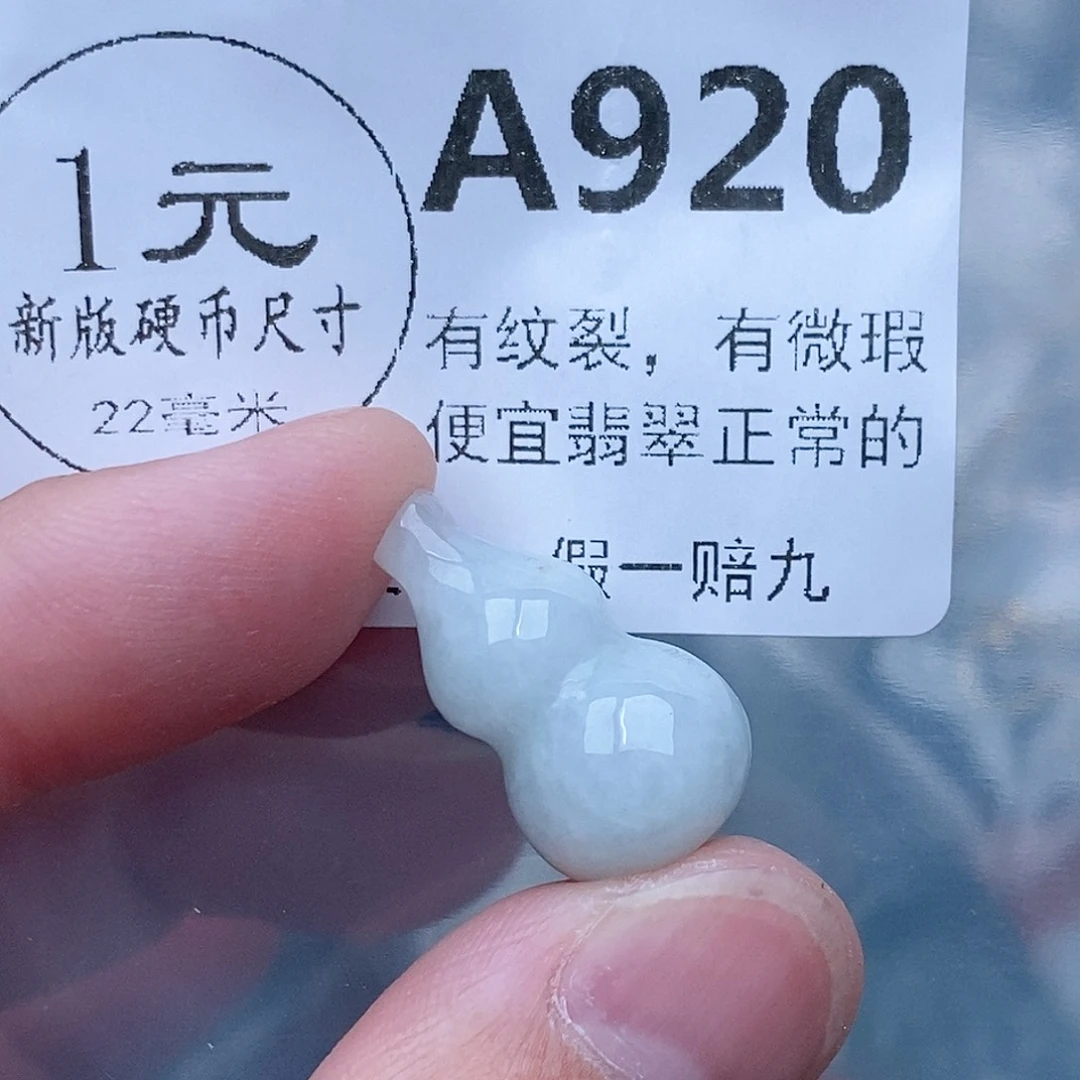 1元
新版硬币尺寸
22毫米
A920
有纹裂，有微瑕
便宜翡翠正常的
假一赔九